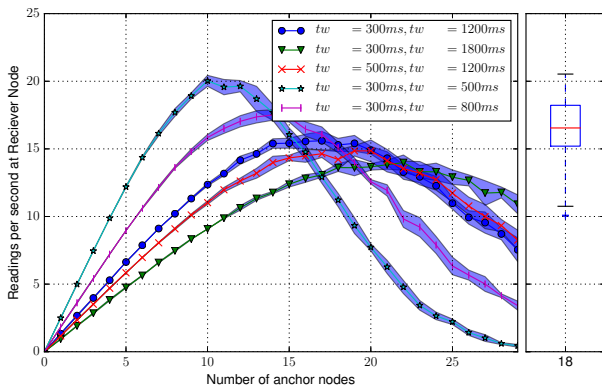 25
20
15
10
5
0
Readings per second at Reciever Node
tw = 300ms, tw = 1200ms
tw = 300ms, tw = 1800ms
tw = 500ms, tw = 1200ms
tw = 300ms, tw = 500ms
tw = 300ms, tw = 800ms
0 5 10 15 20 25
18
Number of anchor nodes